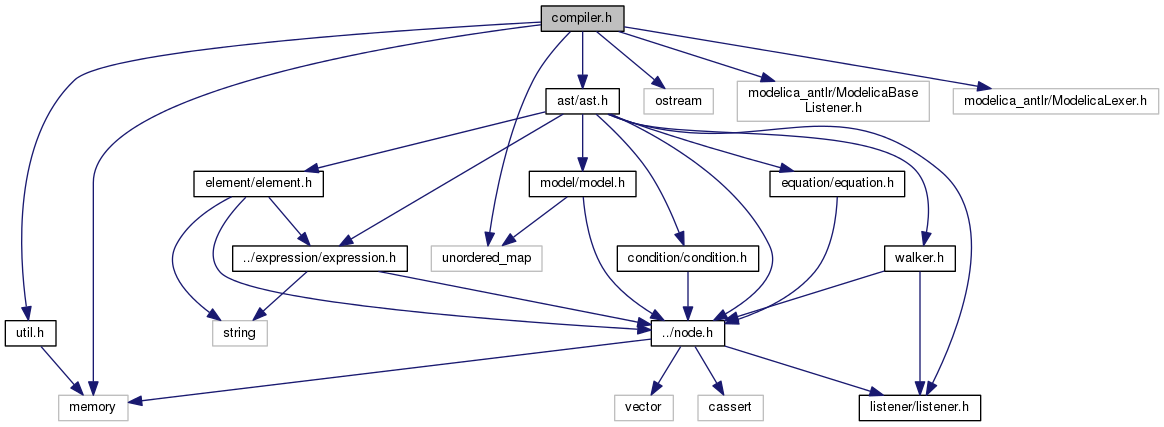 compiler.h
ast/ast.h
ostream
modelica_antlr/ModelicaBase
Listener.h
modelica_antlr/ModelicaLexer.h
element/element.h
model/model.h
equation/equation.h
../expression/expression.h
unordered_map
condition/condition.h
walker.h
util.h
string
../node.h
memory
vector
cassert
listener/listener.h